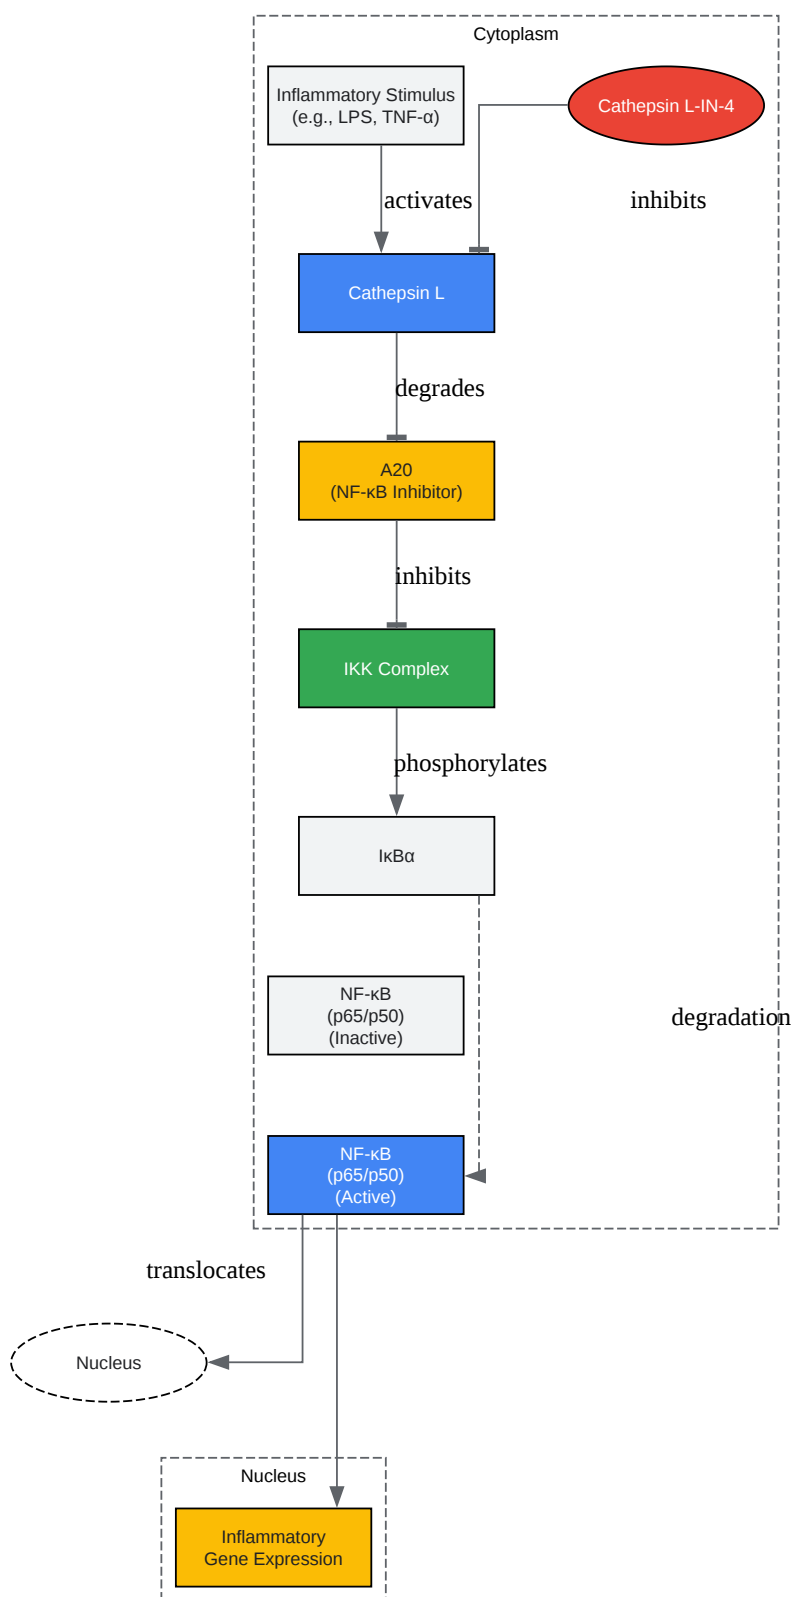 Cytoplasm
Inflammatory Stimulus
(e.g., LPS, TNF-α)
Cathepsin L-IN-4
activates
inhibits
Cathepsin L
degrades
A20
(NF-κB Inhibitor)
inhibits
IKK Complex
phosphorylates
IκBα
NF-κB
(p65/p50)
(Inactive)
degradation
NF-κB
(p65/p50)
(Active)
translocates
Nucleus
Nucleus
Inflammatory
Gene Expression